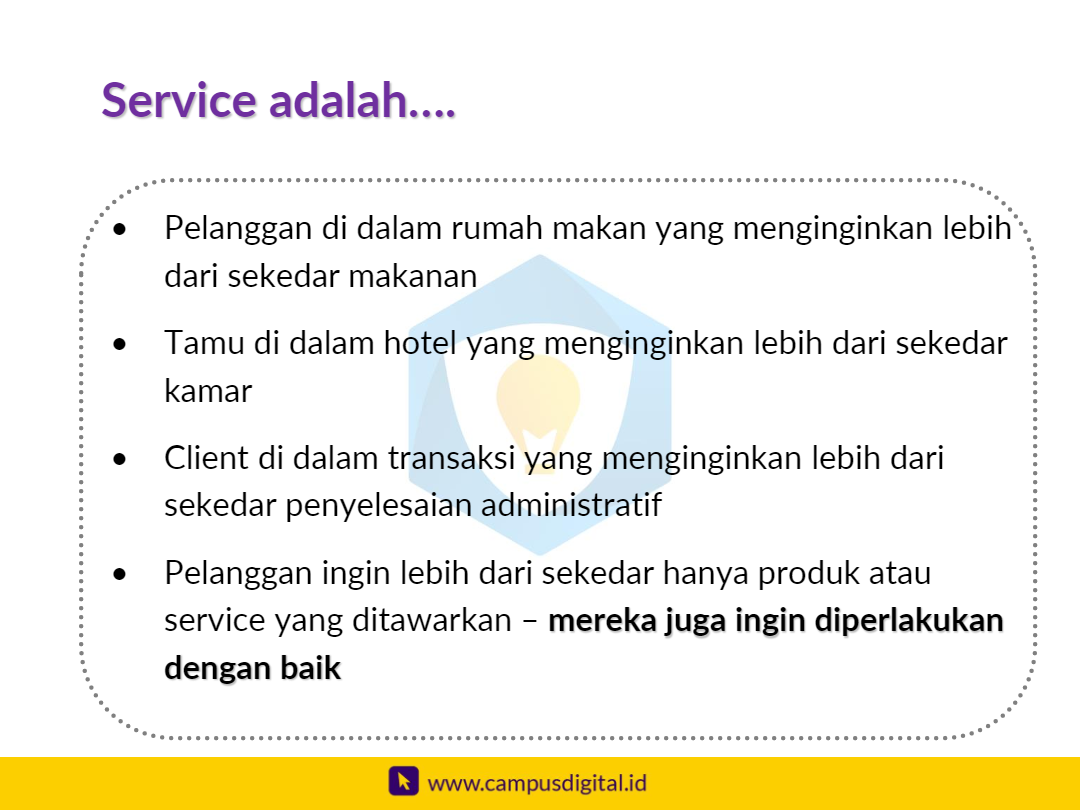 Service adalah....
• Pelanggan di dalam rumah makan yang menginginkan lebih
dari sekedar makanan
• Tamu di dalam hotel yang menginginkan lebih dari sekedar
kamar
• Client di dalam transaksi yang menginginkan lebih dari
sekedar penyelesaian administratif
• Pelanggan ingin lebih dari sekedar hanya produk atau
service yang ditawarkan – mereka juga ingin diperlakukan
dengan baik
www.campusdigital.id